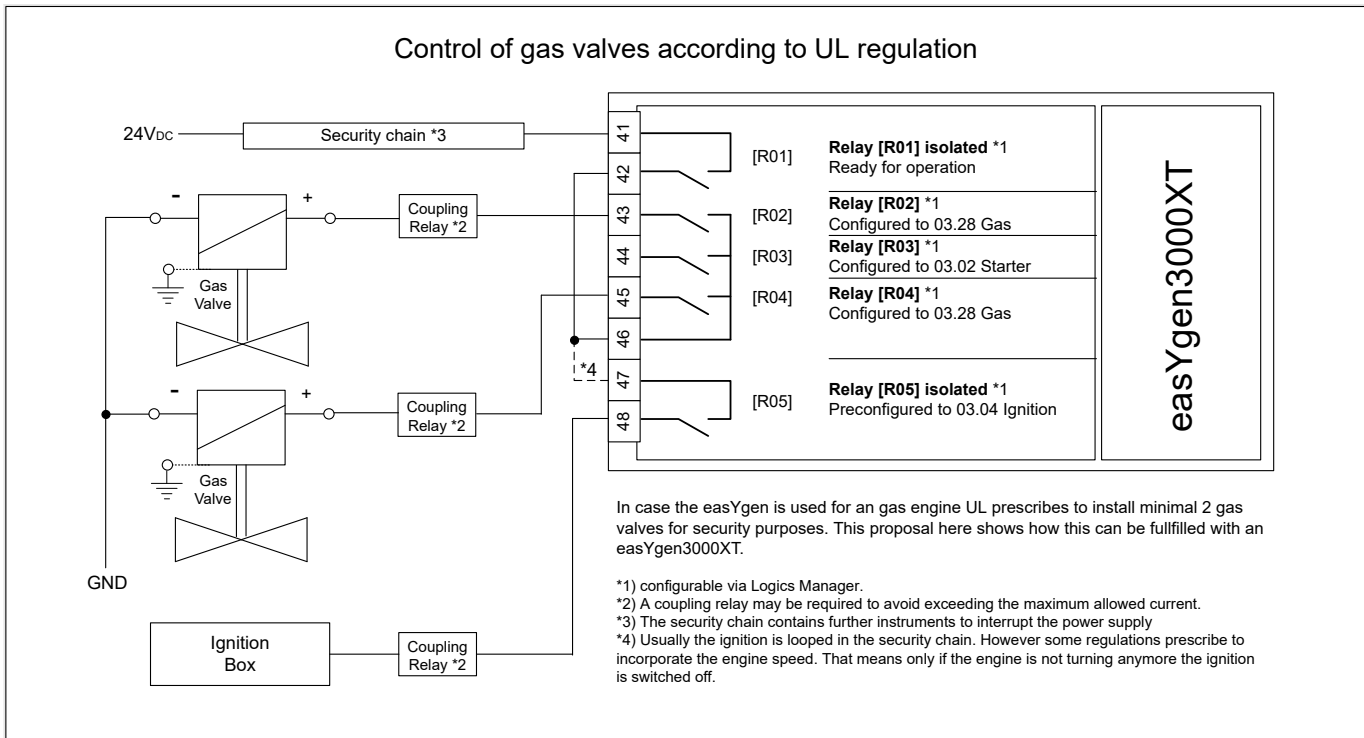 Control of gas valves according to UL regulation
24VDC
Security chain *3
41
42
43
44
45
46
47
48
[R01]
Relay [R01] isolated *1
Ready for operation
[R02]
Relay [R02] *1
Configured to 03.28 Gas
[R03]
Relay [R03] *1
Configured to 03.02 Starter
[R04]
Relay [R04] *1
Configured to 03.28 Gas
[R05]
Relay [R05] isolated *1
Preconfigured to 03.04 Ignition
easYgen3000XT
-
+
Coupling
Relay *2
Gas
Valve
*4
-
+
Coupling
Relay *2
Gas
Valve
GND
Ignition
Box
Coupling
Relay *2
In case the easYgen is used for an gas engine UL prescribes to install minimal 2 gas
valves for security purposes. This proposal here shows how this can be fullfilled with an
easYgen3000XT.
*1) configurable via Logics Manager.
*2) A coupling relay may be required to avoid exceeding the maximum allowed current.
*3) The security chain contains further instruments to interrupt the power supply
*4) Usually the ignition is looped in the security chain. However some regulations prescribe to
incorporate the engine speed. That means only if the engine is not turning anymore the ignition
is switched off.